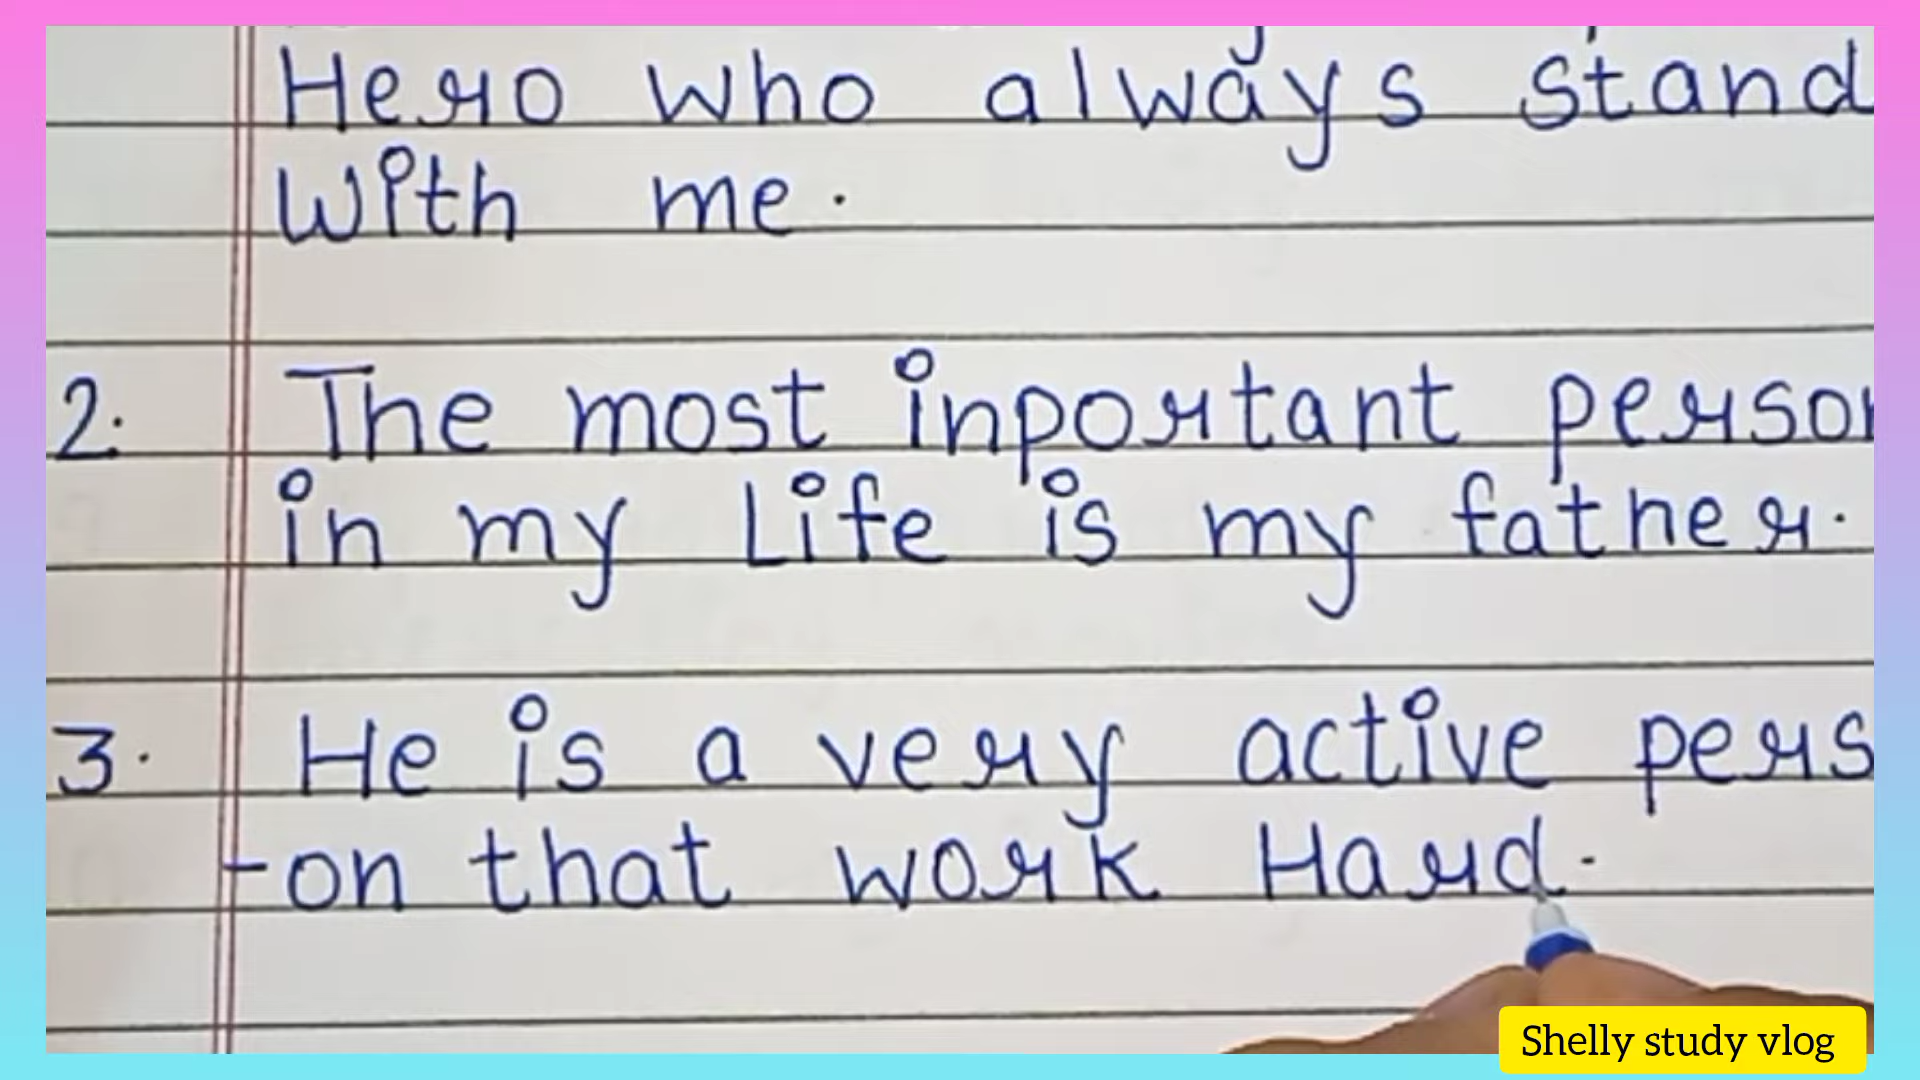 Hero who always stand
with me.
2. The most inportant person
in my Life is my father.
3. He is a very active pers
-on that work Hard.
Shelly study vlog